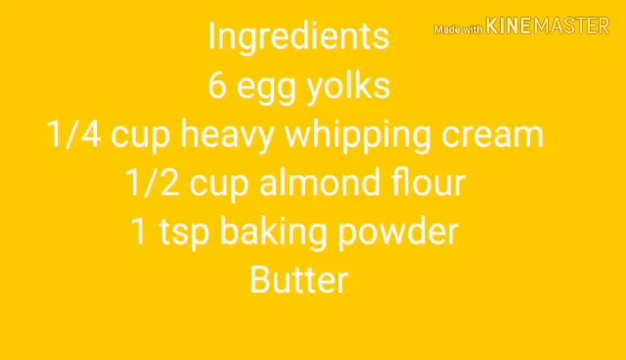 Ingredients
Made with KINEMASTER
6 egg yolks
1/4 cup heavy whipping cream
1/2 cup almond flour
1 tsp baking powder
Butter